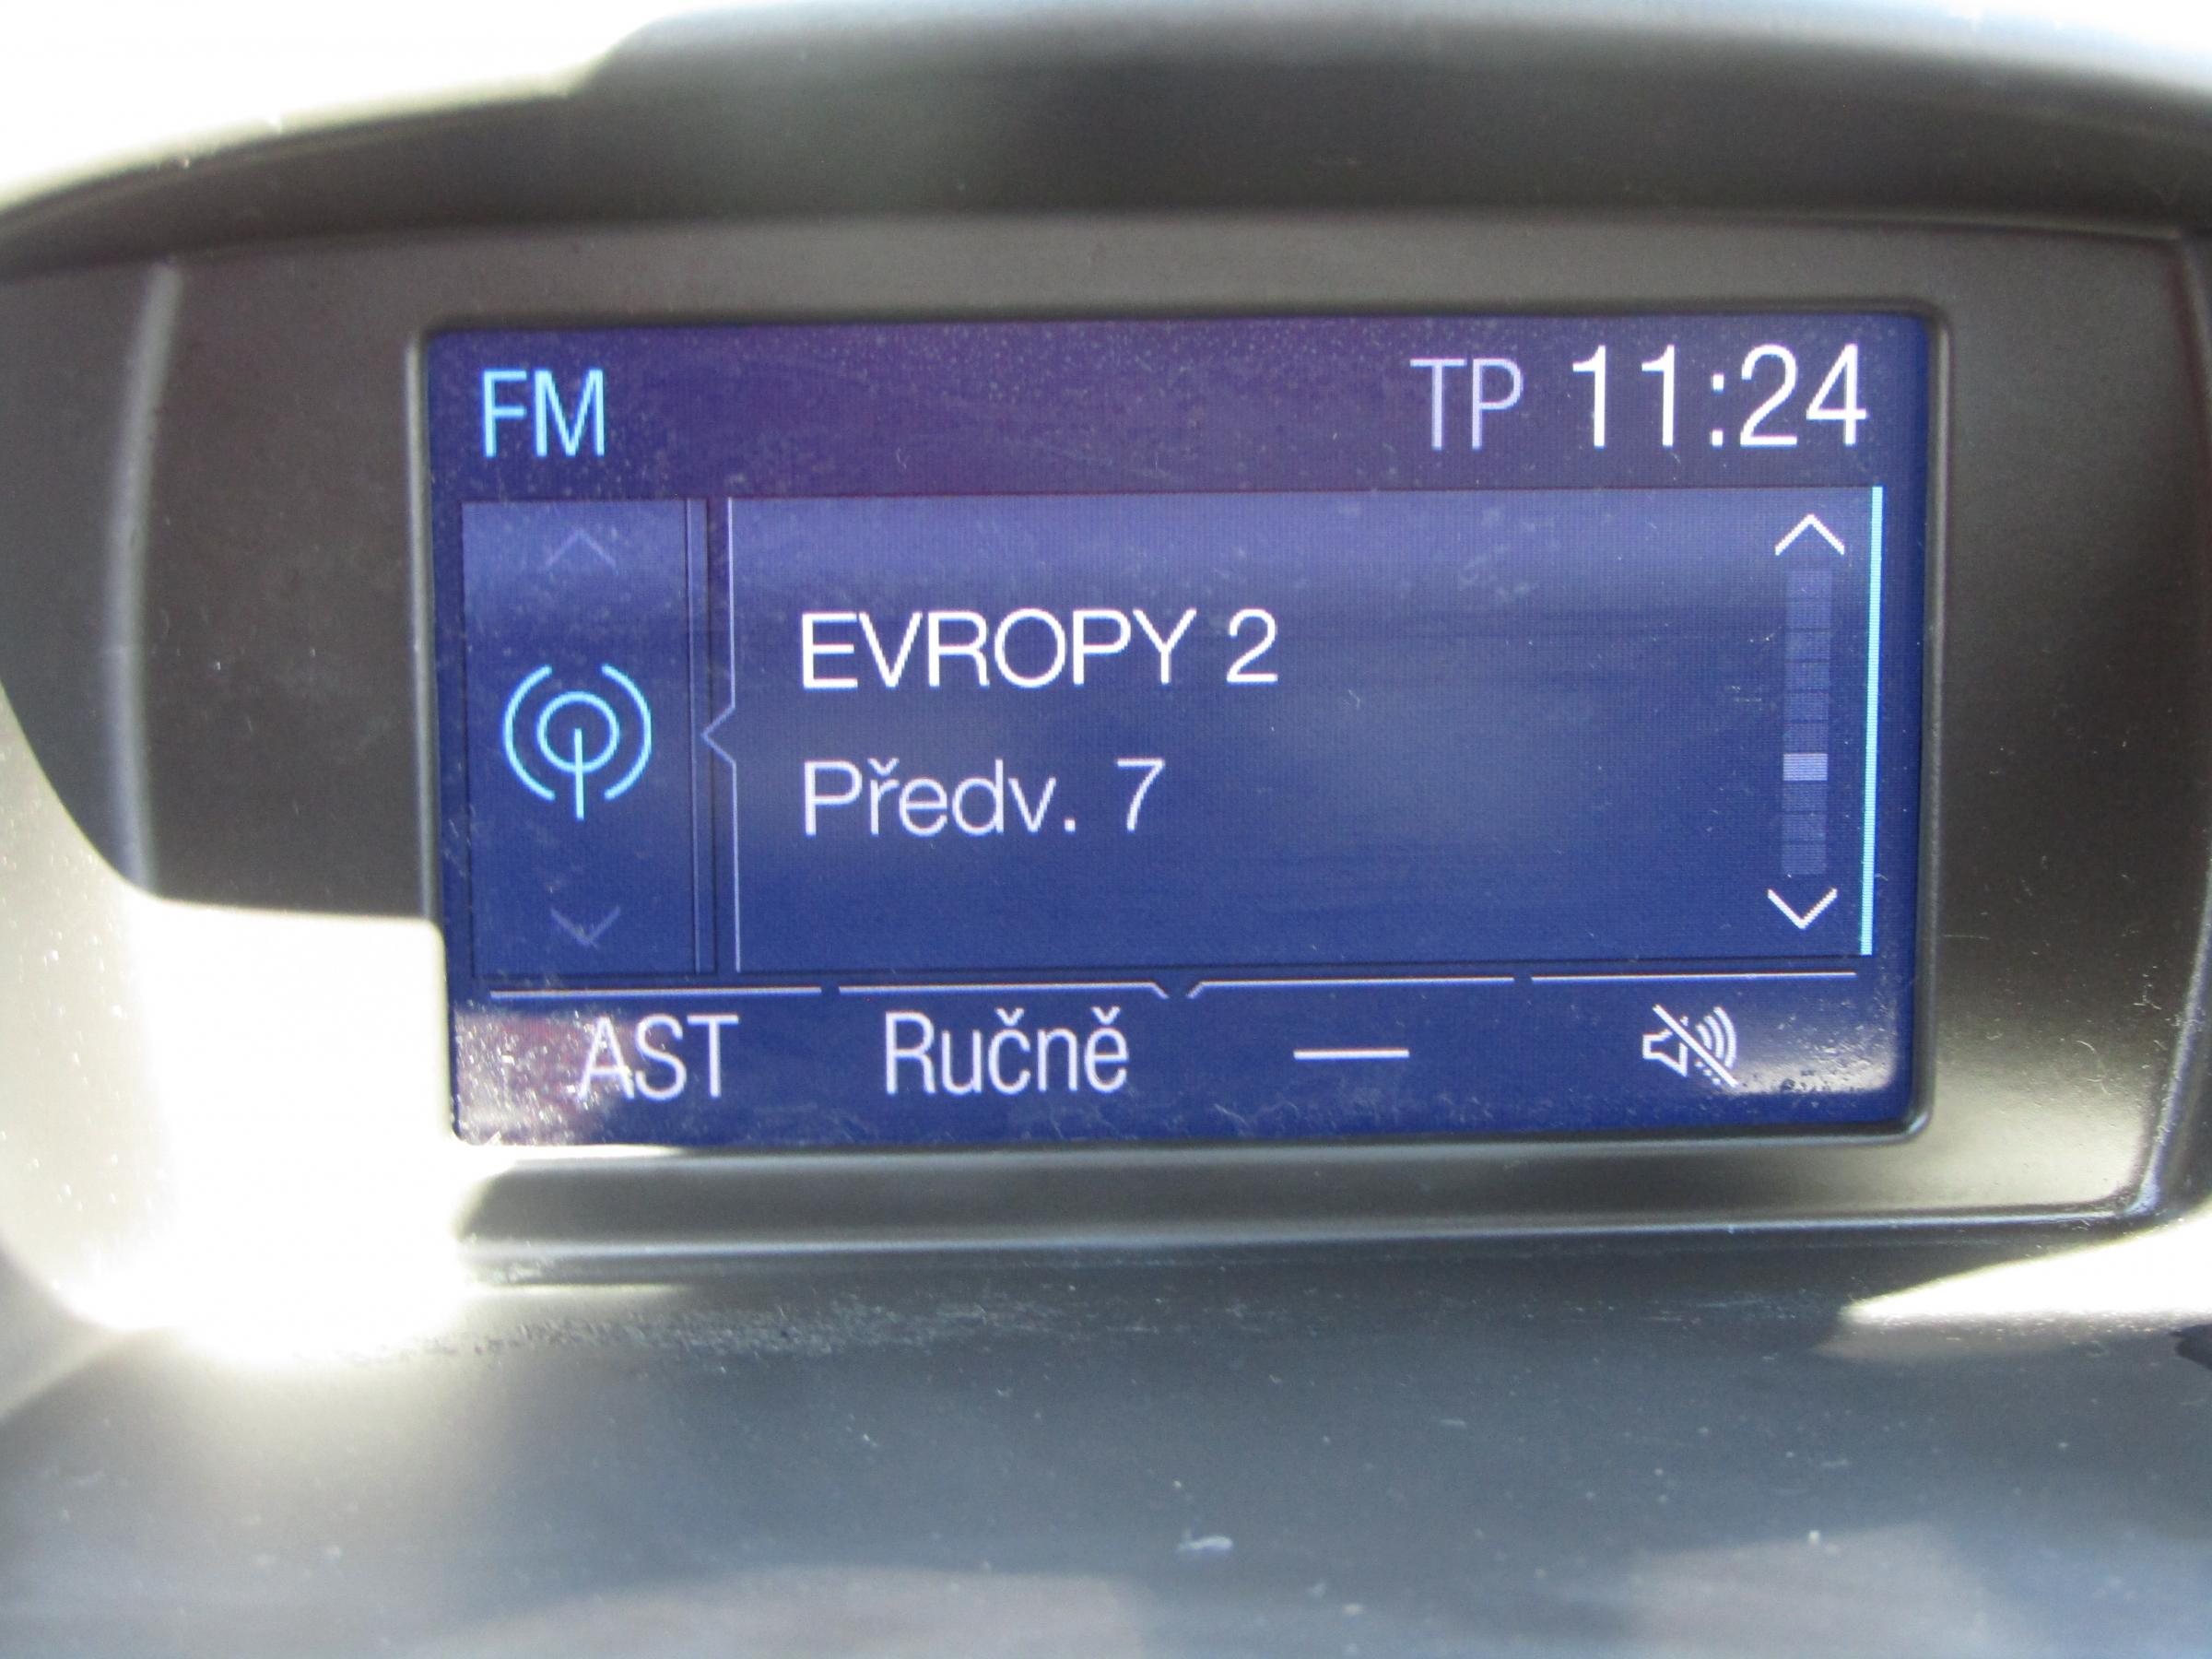 FM TP 11:24
EVROPY 2
Předv. 7
AST Ručně —